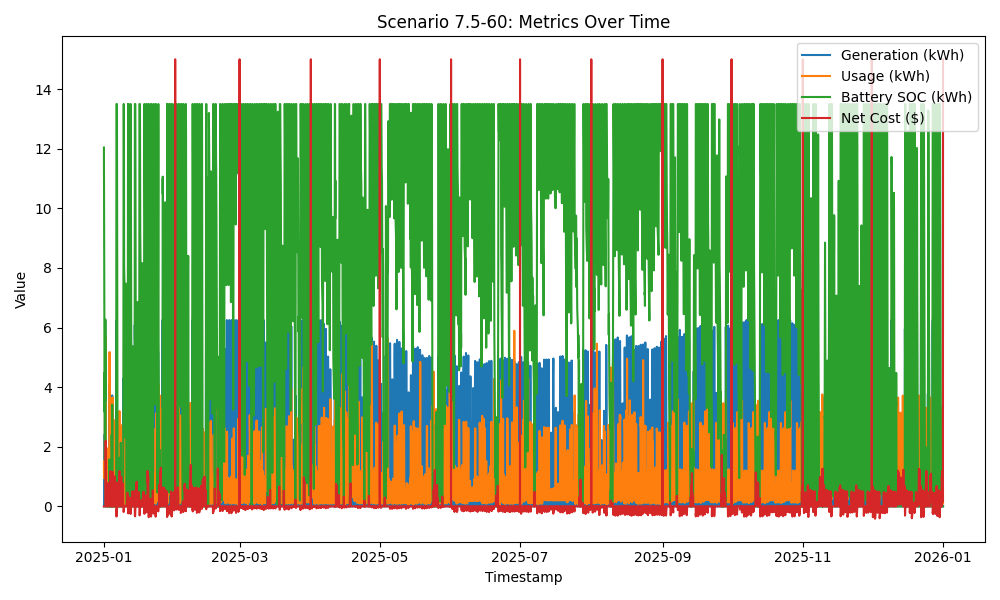 Scenario 7.5-60: Metrics Over Time
Generation (kWh)
Usage (kWh)
Battery SOC (kWh)
Net Cost ($)
Value
14
12
10
8
6
4
2
0
2025-01
2025-03
2025-05
2025-07
2025-09
2025-11
2026-01
Timestamp